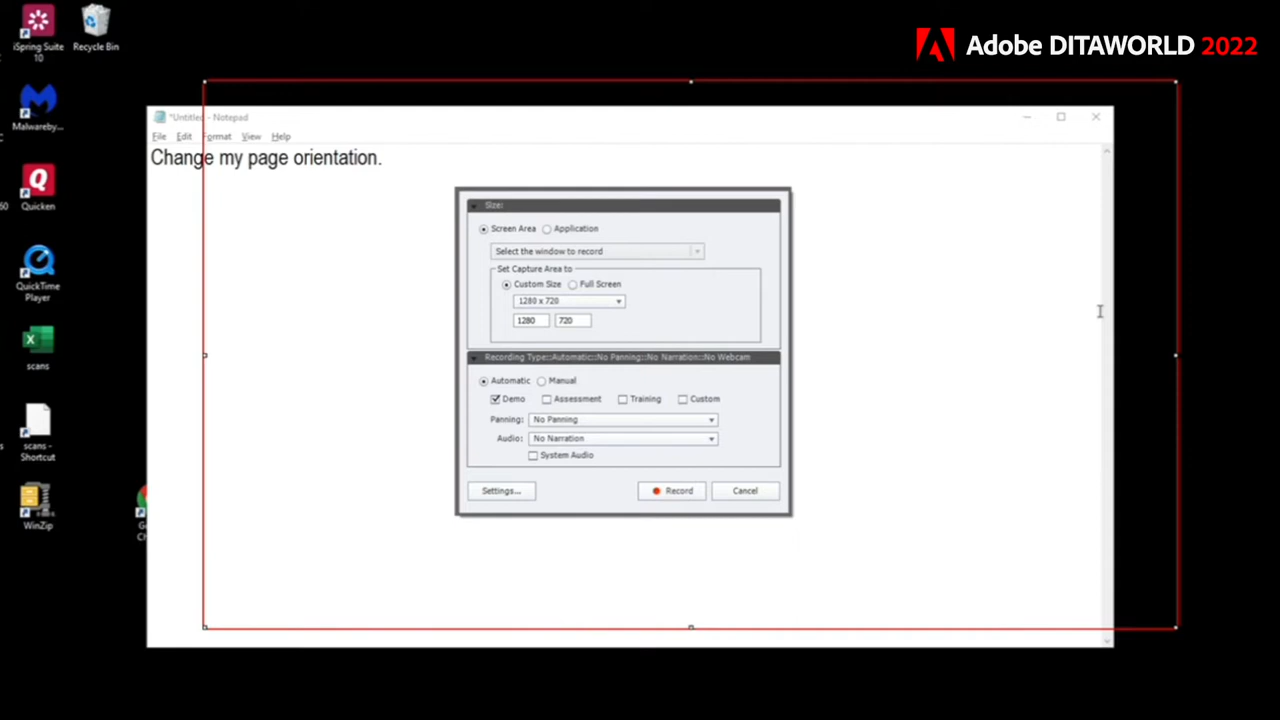 iSpring Suite
10
Recycle Bin
Adobe DITAWORLD 2022
Malwareby...
*Untitled - Notepad
File Edit Format View Help
Change my page orientation.
Quicken
60
Size:
Screen Area Application
Select the window to record
Set Capture Area to
Custom Size Full Screen
1280 x 720
1280 720
QuickTime
Player
Recording Type::Automatic::No Panning::No Narration::No Webcam
scans
Automatic Manual
Demo Assessment Training Custom
Panning: No Panning
Audio: No Narration
System Audio
scans -
Shortcut
Settings... Record Cancel
WinZip